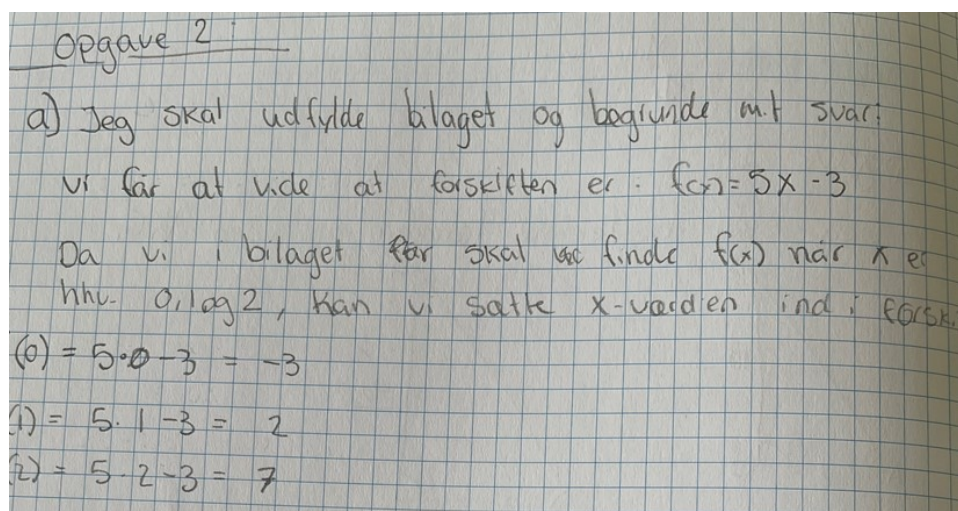 Opgave 2:
a) Jeg skal udfylde bilaget og begrunde mit svar:
Vi får at vide at forskiften er: f(x) = 5x - 3
Da vi i bilaget skal finde f(x) når x er
hhv. 0, 1 og 2, kan vi sætte x-værdien ind i forsk
(0) = 5·0 - 3 = -3
(1) = 5·1 - 3 = 2
(2) = 5·2 - 3 = 7